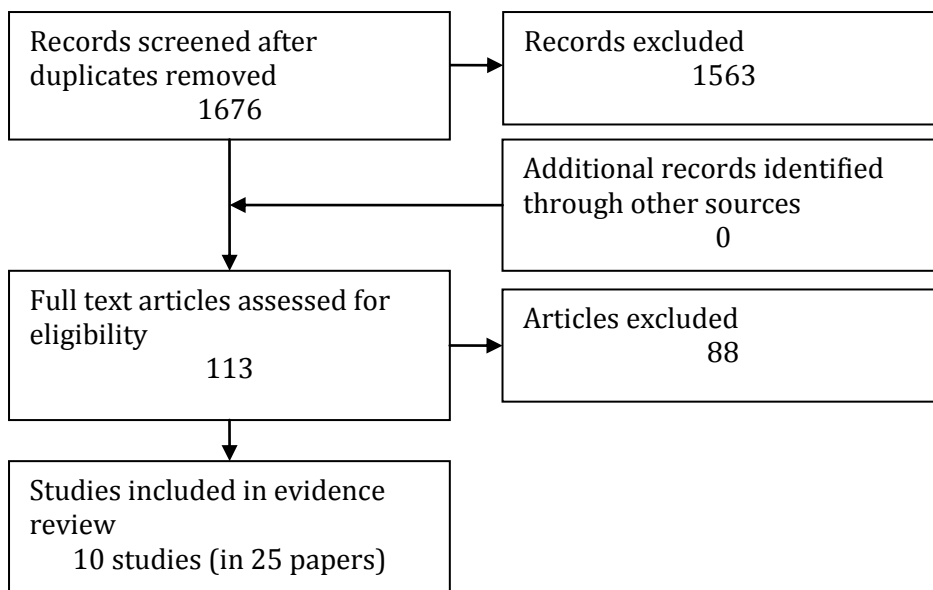 Records screened after
duplicates removed
1676
Records excluded
1563
Additional records identified
through other sources
0
Full text articles assessed for
eligibility
113
Articles excluded
88
Studies included in evidence
review
10 studies (in 25 papers)